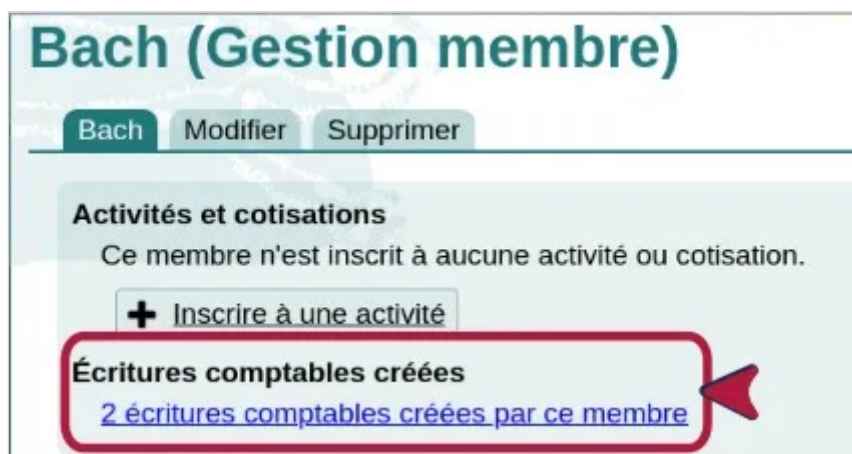 Bach (Gestion membre)
Bach Modifier Supprimer
Activités et cotisations
Ce membre n'est inscrit à aucune activité ou cotisation.
Inscrire à une activité
Écritures comptables créées
2 écritures comptables créées par ce membre